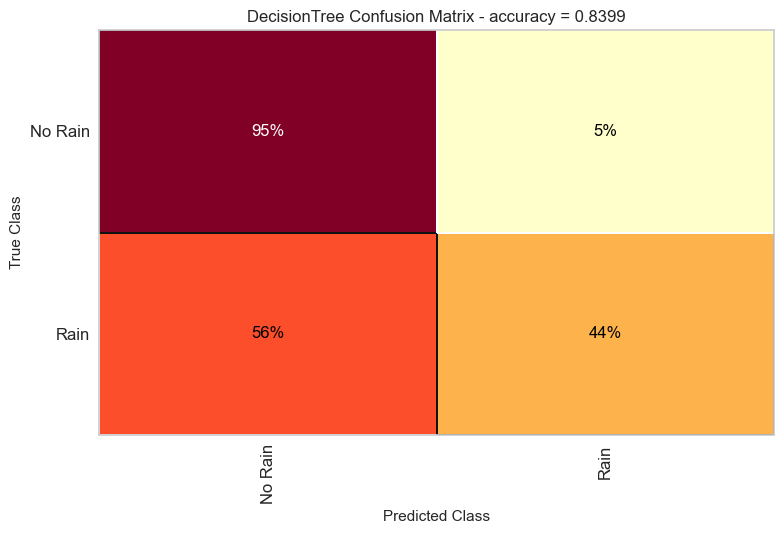 DecisionTree Confusion Matrix - accuracy = 0.8399
No Rain
95%
5%
True Class
Rain
56%
44%
No Rain
Rain
Predicted Class